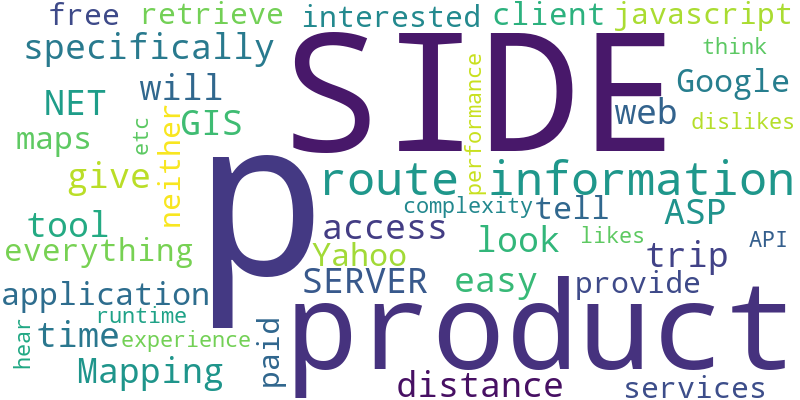 free retrieve interested client javascript
specifically SIDE think
NET will performance Google
maps etc GIS web dislikes
give neither p route information
tool access complexity tell ASP
everything Yahoo look likes API
application SERVER easy trip
runtime product provide
hear time experience paid
Mapping distance services